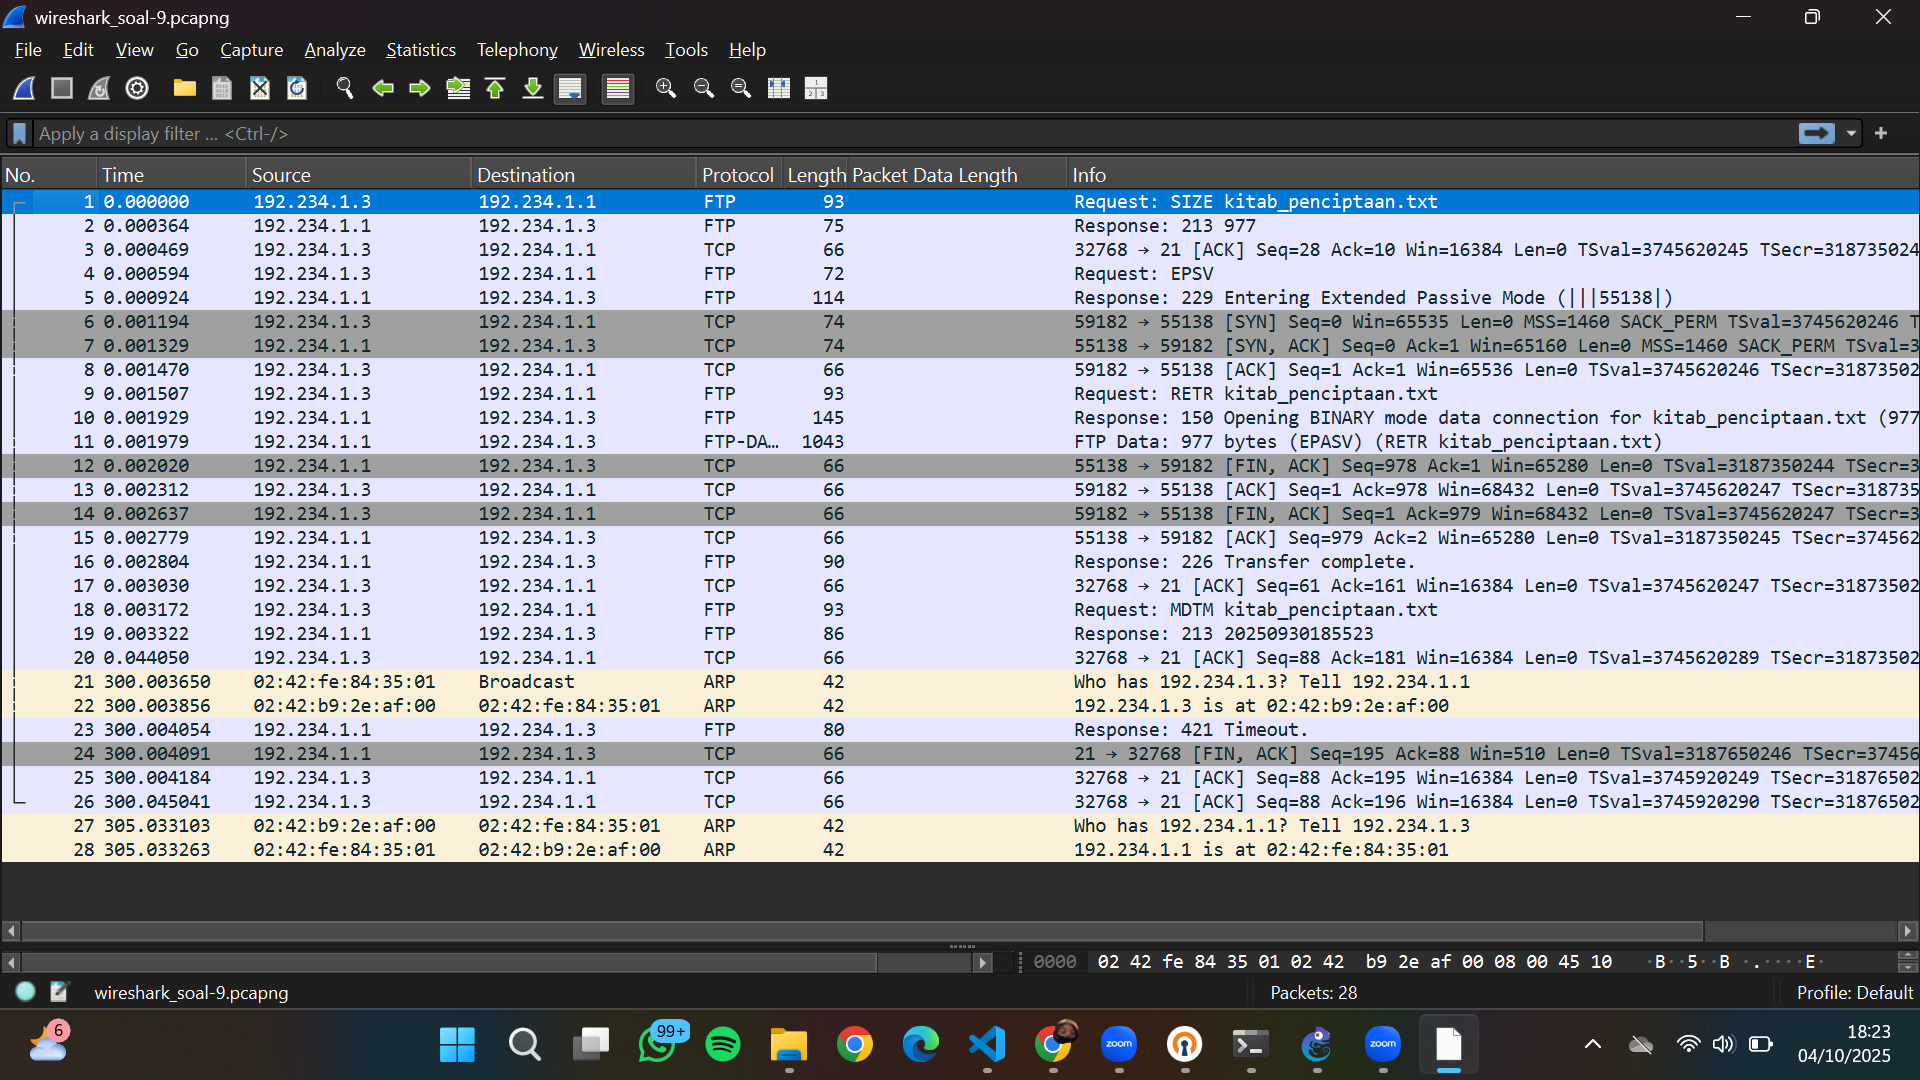 wireshark_soal-9.pcapng
File Edit View Go Capture Analyze Statistics Telephony Wireless Tools Help
Apply a display filter ... <Ctrl-/>
No. Time Source Destination Protocol Length Packet Data Length Info
1 0.000000 192.234.1.3 192.234.1.1 FTP 93 Request: SIZE kitab_penciptaan.txt
2 0.000364 192.234.1.1 192.234.1.3 FTP 75 Response: 213 977
3 0.000469 192.234.1.3 192.234.1.1 TCP 66 32768 → 21 [ACK] Seq=28 Ack=10 Win=16384 Len=0 TSval=3745620245 TSecr=318735024
4 0.000594 192.234.1.3 192.234.1.1 FTP 72 Request: EPSV
5 0.000924 192.234.1.1 192.234.1.3 FTP 114 Response: 229 Entering Extended Passive Mode (|||55138|)
6 0.001194 192.234.1.3 192.234.1.1 TCP 74 59182 → 55138 [SYN] Seq=0 Win=65535 Len=0 MSS=1460 SACK_PERM TSval=3745620246 T
7 0.001329 192.234.1.1 192.234.1.3 TCP 74 55138 → 59182 [SYN, ACK] Seq=0 Ack=1 Win=65160 Len=0 MSS=1460 SACK_PERM TSval=3
8 0.001470 192.234.1.3 192.234.1.1 TCP 66 59182 → 55138 [ACK] Seq=1 Ack=1 Win=65536 Len=0 TSval=3745620246 TSecr=31873502
9 0.001507 192.234.1.3 192.234.1.1 FTP 93 Request: RETR kitab_penciptaan.txt
10 0.001929 192.234.1.1 192.234.1.3 FTP 145 Response: 150 Opening BINARY mode data connection for kitab_penciptaan.txt (977
11 0.001979 192.234.1.1 192.234.1.3 FTP-DA… 1043 FTP Data: 977 bytes (EPASV) (RETR kitab_penciptaan.txt)
12 0.002020 192.234.1.1 192.234.1.3 TCP 66 55138 → 59182 [FIN, ACK] Seq=978 Ack=1 Win=65280 Len=0 TSval=3187350244 TSecr=3
13 0.002312 192.234.1.3 192.234.1.1 TCP 66 59182 → 55138 [ACK] Seq=1 Ack=978 Win=68432 Len=0 TSval=3745620247 TSecr=318735
14 0.002637 192.234.1.3 192.234.1.1 TCP 66 59182 → 55138 [FIN, ACK] Seq=1 Ack=979 Win=68432 Len=0 TSval=3745620247 TSecr=3
15 0.002779 192.234.1.1 192.234.1.3 TCP 66 55138 → 59182 [ACK] Seq=979 Ack=2 Win=65280 Len=0 TSval=3187350245 TSecr=374562
16 0.002804 192.234.1.1 192.234.1.3 FTP 90 Response: 226 Transfer complete.
17 0.003030 192.234.1.3 192.234.1.1 TCP 66 32768 → 21 [ACK] Seq=61 Ack=161 Win=16384 Len=0 TSval=3745620247 TSecr=31873502
18 0.003172 192.234.1.3 192.234.1.1 FTP 93 Request: MDTM kitab_penciptaan.txt
19 0.003322 192.234.1.1 192.234.1.3 FTP 86 Response: 213 20250930185523
20 0.044050 192.234.1.3 192.234.1.1 TCP 66 32768 → 21 [ACK] Seq=88 Ack=181 Win=16384 Len=0 TSval=3745620289 TSecr=31873502
21 300.003650 02:42:fe:84:35:01 Broadcast ARP 42 Who has 192.234.1.3? Tell 192.234.1.1
22 300.003856 02:42:b9:2e:af:00 02:42:fe:84:35:01 ARP 42 192.234.1.3 is at 02:42:b9:2e:af:00
23 300.004054 192.234.1.1 192.234.1.3 FTP 80 Response: 421 Timeout.
24 300.004091 192.234.1.1 192.234.1.3 TCP 66 21 → 32768 [FIN, ACK] Seq=195 Ack=88 Win=510 Len=0 TSval=3187650246 TSecr=37456
25 300.004184 192.234.1.3 192.234.1.1 TCP 66 32768 → 21 [ACK] Seq=88 Ack=195 Win=16384 Len=0 TSval=3745920249 TSecr=31876502
26 300.045041 192.234.1.3 192.234.1.1 TCP 66 32768 → 21 [ACK] Seq=88 Ack=196 Win=16384 Len=0 TSval=3745920290 TSecr=31876502
27 305.033103 02:42:b9:2e:af:00 02:42:fe:84:35:01 ARP 42 Who has 192.234.1.1? Tell 192.234.1.3
28 305.033263 02:42:fe:84:35:01 02:42:b9:2e:af:00 ARP 42 192.234.1.1 is at 02:42:fe:84:35:01
0000 02 42 fe 84 35 01 02 42 b9 2e af 00 08 00 45 10 ·B··5··B ·.····E·
wireshark_soal-9.pcapng Packets: 28 Profile: Default
6
99+
zoom
zoom
18:23
04/10/2025